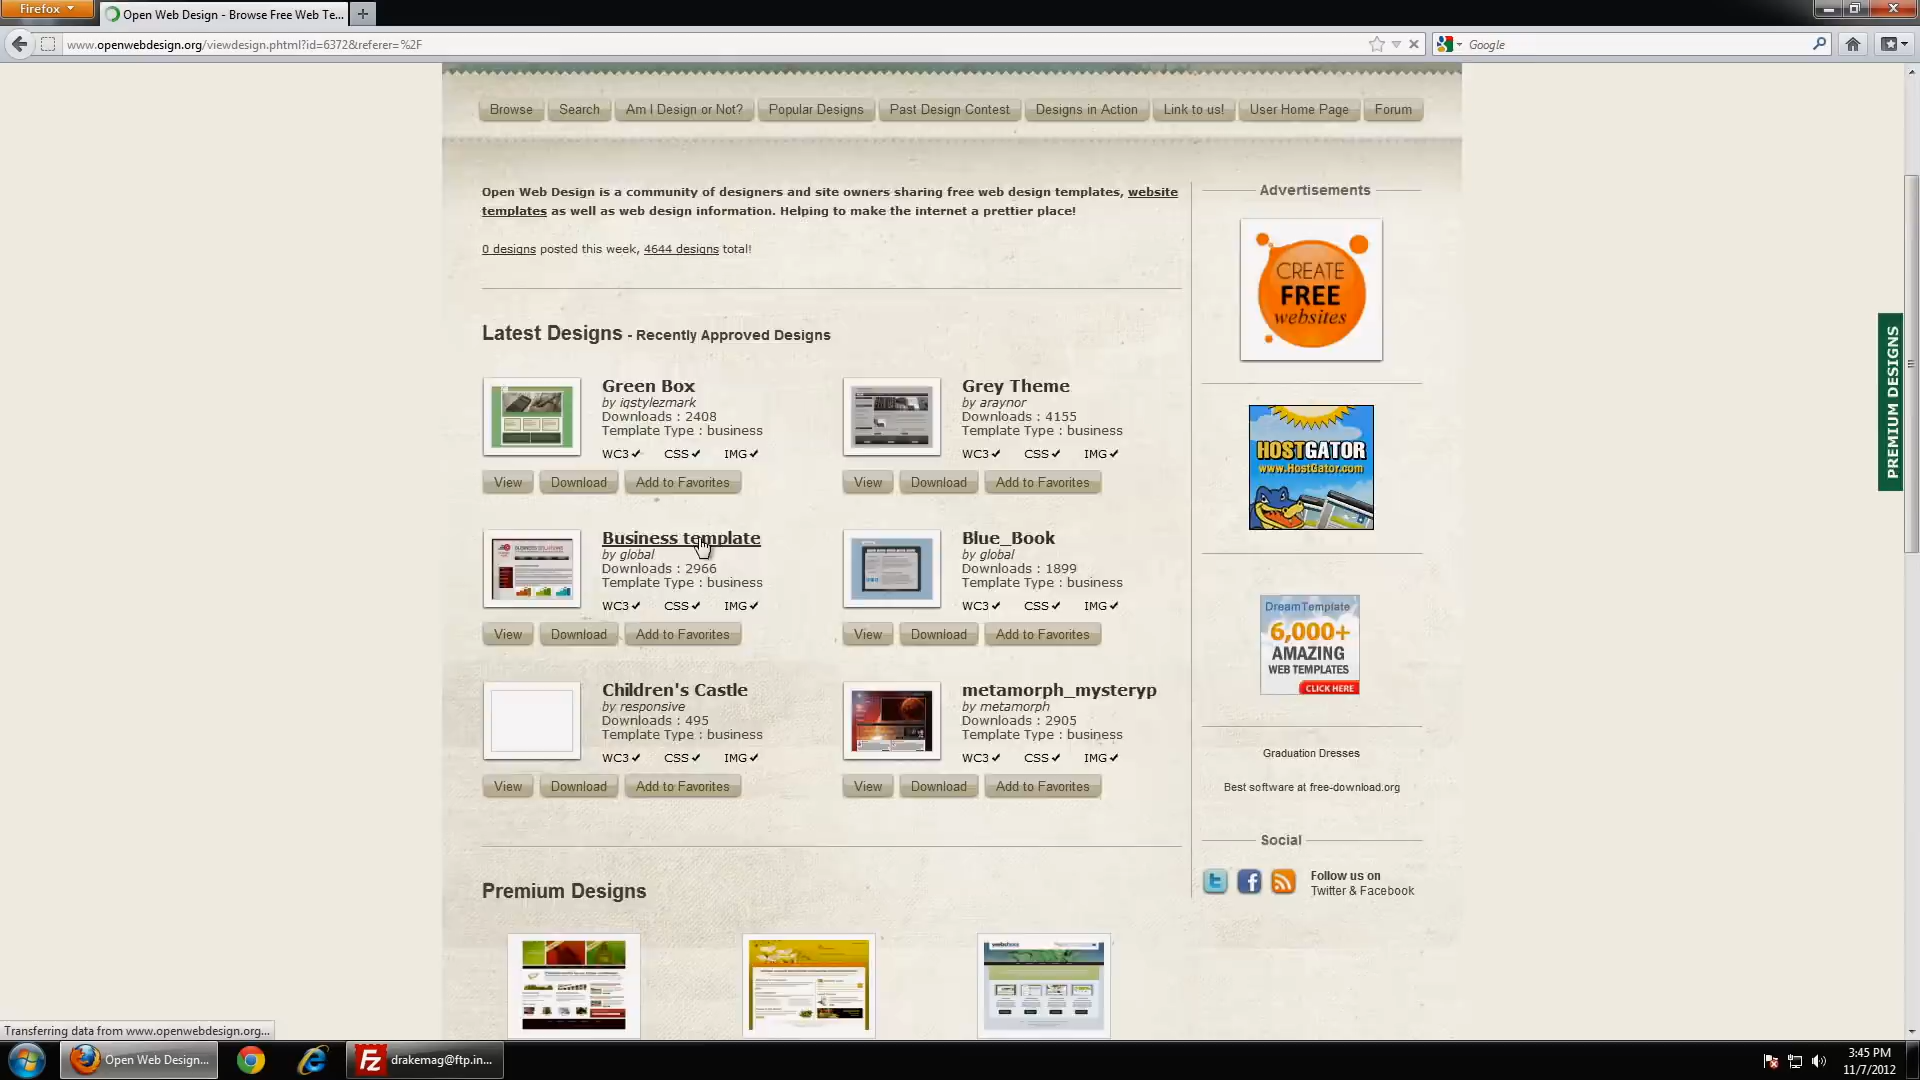 Firefox
Open Web Design - Browse Free Web Te...
www.openwebdesign.org/viewdesign.phtml?id=6372&referer=%2F
Google
Browse
Search
Am I Design or Not?
Popular Designs
Past Design Contest
Designs in Action
Link to us!
User Home Page
Forum
Open Web Design is a community of designers and site owners sharing free web design templates, website
templates as well as web design information. Helping to make the internet a prettier place!
0 designs posted this week, 4644 designs total!
Latest Designs - Recently Approved Designs
Green Box
by iqstylezmark
Downloads : 2408
Template Type : business
WC3✔ CSS✔ IMG✔
View Download Add to Favorites
Grey Theme
by araynor
Downloads : 4155
Template Type : business
WC3✔ CSS✔ IMG✔
View Download Add to Favorites
Business template
by global
Downloads : 2966
Template Type : business
WC3✔ CSS✔ IMG✔
View Download Add to Favorites
Blue_Book
by global
Downloads : 1899
Template Type : business
WC3✔ CSS✔ IMG✔
View Download Add to Favorites
Children's Castle
by responsive
Downloads : 495
Template Type : business
WC3✔ CSS✔ IMG✔
View Download Add to Favorites
metamorph_mysteryp
by metamorph
Downloads : 2905
Template Type : business
WC3✔ CSS✔ IMG✔
View Download Add to Favorites
Premium Designs
Advertisements
CREATE
FREE
websites
HOSTGATOR
www.HostGator.com
DreamTemplate
6,000+
AMAZING
WEB TEMPLATES
CLICK HERE
Graduation Dresses
Best software at free-download.org
Social
Follow us on
Twitter & Facebook
PREMIUM DESIGNS
Transferring data from www.openwebdesign.org...
Open Web Design...
drakemag@ftp.in...
3:45 PM
11/7/2012